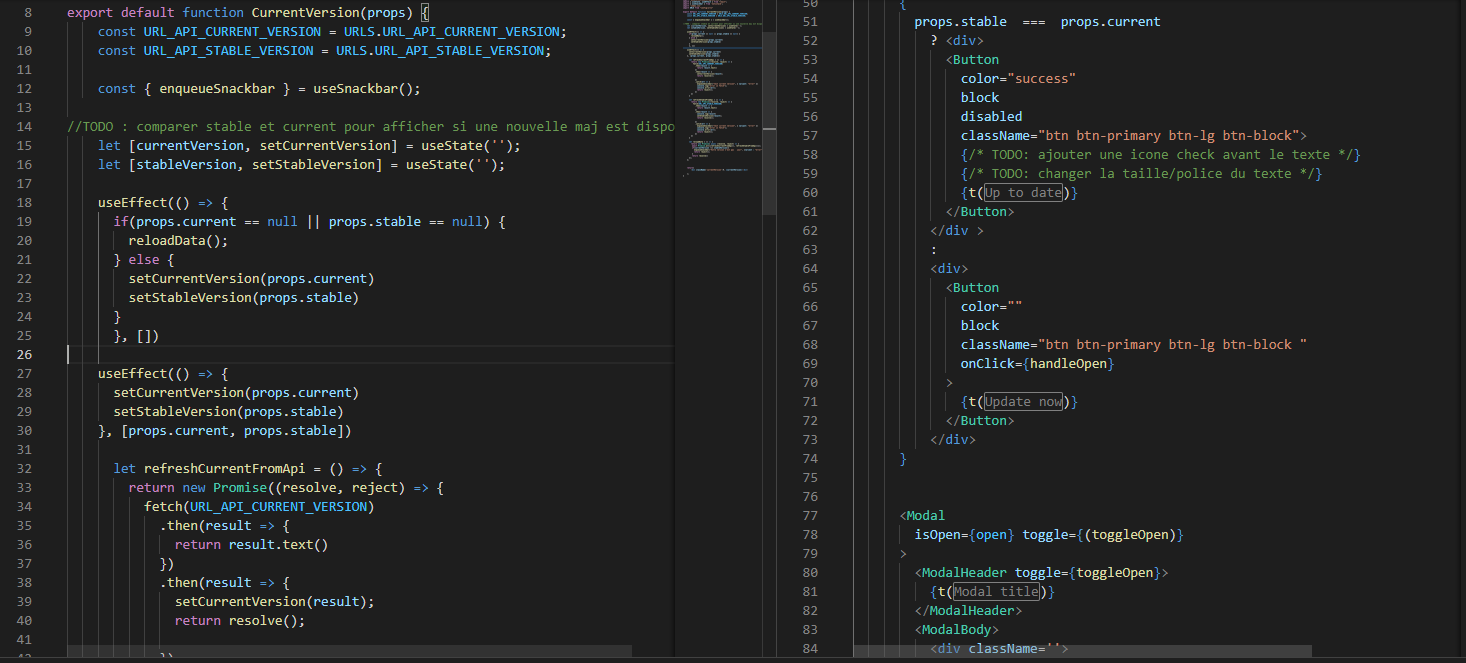 8 export default function CurrentVersion(props) {
9 const URL_API_CURRENT_VERSION = URLS.URL_API_CURRENT_VERSION;
10 const URL_API_STABLE_VERSION = URLS.URL_API_STABLE_VERSION;
11
12 const { enqueueSnackbar } = useSnackbar();
13
14 //TODO : comparer stable et current pour afficher si une nouvelle maj est dispo
15 let [currentVersion, setCurrentVersion] = useState('');
16 let [stableVersion, setStableVersion] = useState('');
17
18 useEffect(() => {
19 if(props.current == null || props.stable == null) {
20 reloadData();
21 } else {
22 setCurrentVersion(props.current)
23 setStableVersion(props.stable)
24 }
25 }, [])
26
27 useEffect(() => {
28 setCurrentVersion(props.current)
29 setStableVersion(props.stable)
30 }, [props.current, props.stable])
31
32 let refreshCurrentFromApi = () => {
33 return new Promise((resolve, reject) => {
34 fetch(URL_API_CURRENT_VERSION)
35 .then(result => {
36 return result.text()
37 })
38 .then(result => {
39 setCurrentVersion(result);
40 return resolve();
41
42 })
50 {
51 props.stable === props.current
52 ? <div>
53 <Button
54 color="success"
55 block
56 disabled
57 className="btn btn-primary btn-lg btn-block">
58 {/* TODO: ajouter une icone check avant le texte */}
59 {/* TODO: changer la taille/police du texte */}
60 {t(Up to date)}
61 </Button>
62 </div >
63 :
64 <div>
65 <Button
66 color=""
67 block
68 className="btn btn-primary btn-lg btn-block "
69 onClick={handleOpen}
70 >
71 {t(Update now)}
72 </Button>
73 </div>
74 }
75
76
77 <Modal
78 isOpen={open} toggle={(toggleOpen)}
79 >
80 <ModalHeader toggle={toggleOpen}>
81 {t(Modal title)}
82 </ModalHeader>
83 <ModalBody>
84 <div className=''>